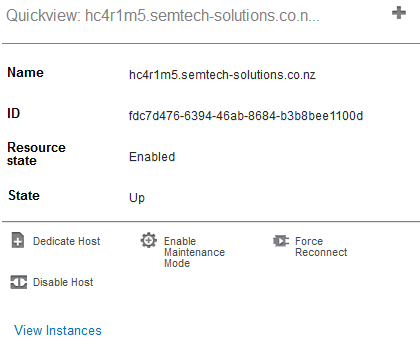 Quickview: hc4r1m5.semtech-solutions.co.n...
Name hc4r1m5.semtech-solutions.co.nz
ID fdc7d476-6394-46ab-8684-b3b8bee1100d
Resource
state Enabled
State Up
Dedicate Host
Enable
Maintenance
Mode
Force
Reconnect
Disable Host
View Instances